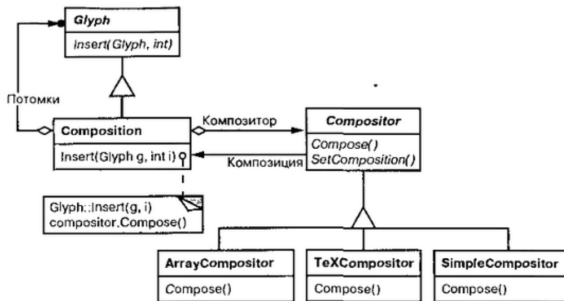 Glyph
Insert(Glyph, int)
Потомки
Composition
Insert(Glyph g, int i)
Композитор
Композиция
Compositor
Compose()
SetComposition()
Glyph::Insert(g, i)
compositor.Compose()
ArrayCompositor
Compose()
TeXCompositor
Compose()
SimpleCompositor
Compose()